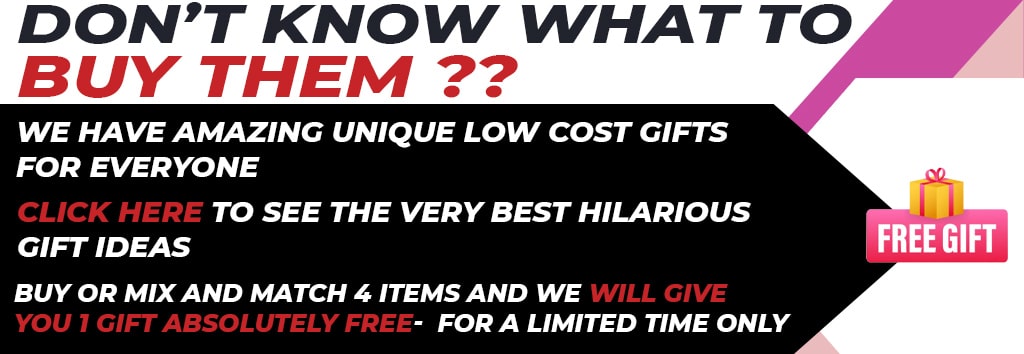 DON'T KNOW WHAT TO
BUY THEM ??
WE HAVE AMAZING UNIQUE LOW COST GIFTS
FOR EVERYONE
CLICK HERE TO SEE THE VERY BEST HILARIOUS
GIFT IDEAS
FREE GIFT
BUY OR MIX AND MATCH 4 ITEMS AND WE WILL GIVE
YOU 1 GIFT ABSOLUTELY FREE- FOR A LIMITED TIME ONLY